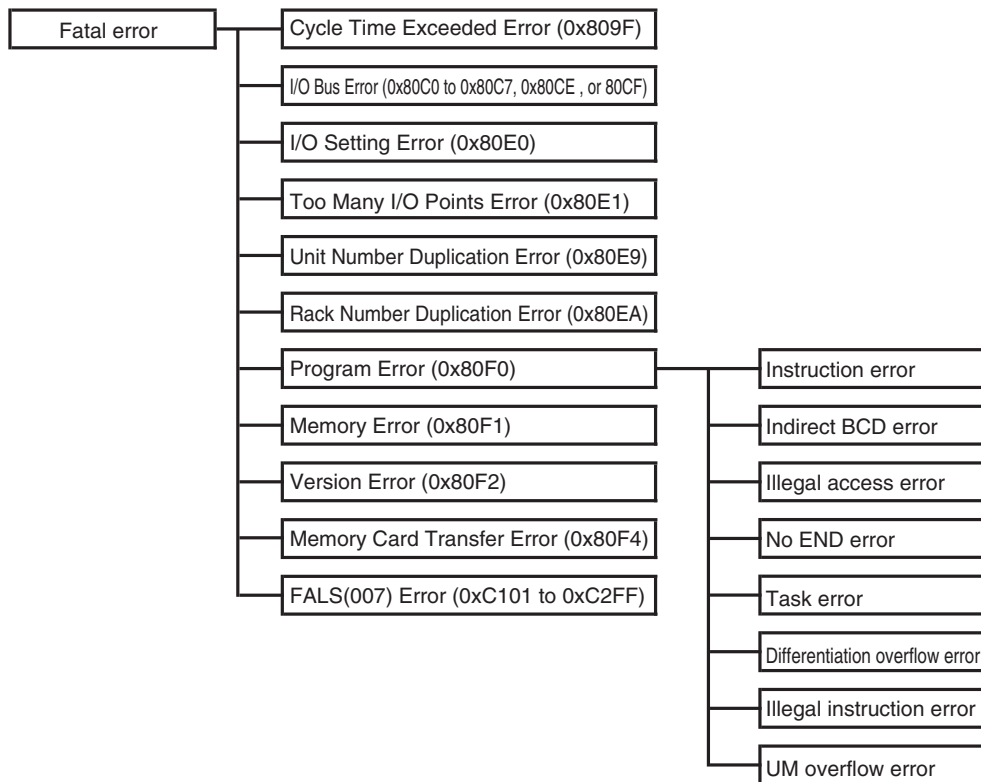 Fatal error
Cycle Time Exceeded Error (0x809F)
I/O Bus Error (0x80C0 to 0x80C7, 0x80CE , or 80CF)
I/O Setting Error (0x80E0)
Too Many I/O Points Error (0x80E1)
Unit Number Duplication Error (0x80E9)
Rack Number Duplication Error (0x80EA)
Program Error (0x80F0)
Memory Error (0x80F1)
Version Error (0x80F2)
Memory Card Transfer Error (0x80F4)
FALS(007) Error (0xC101 to 0xC2FF)
Instruction error
Indirect BCD error
Illegal access error
No END error
Task error
Differentiation overflow error
Illegal instruction error
UM overflow error